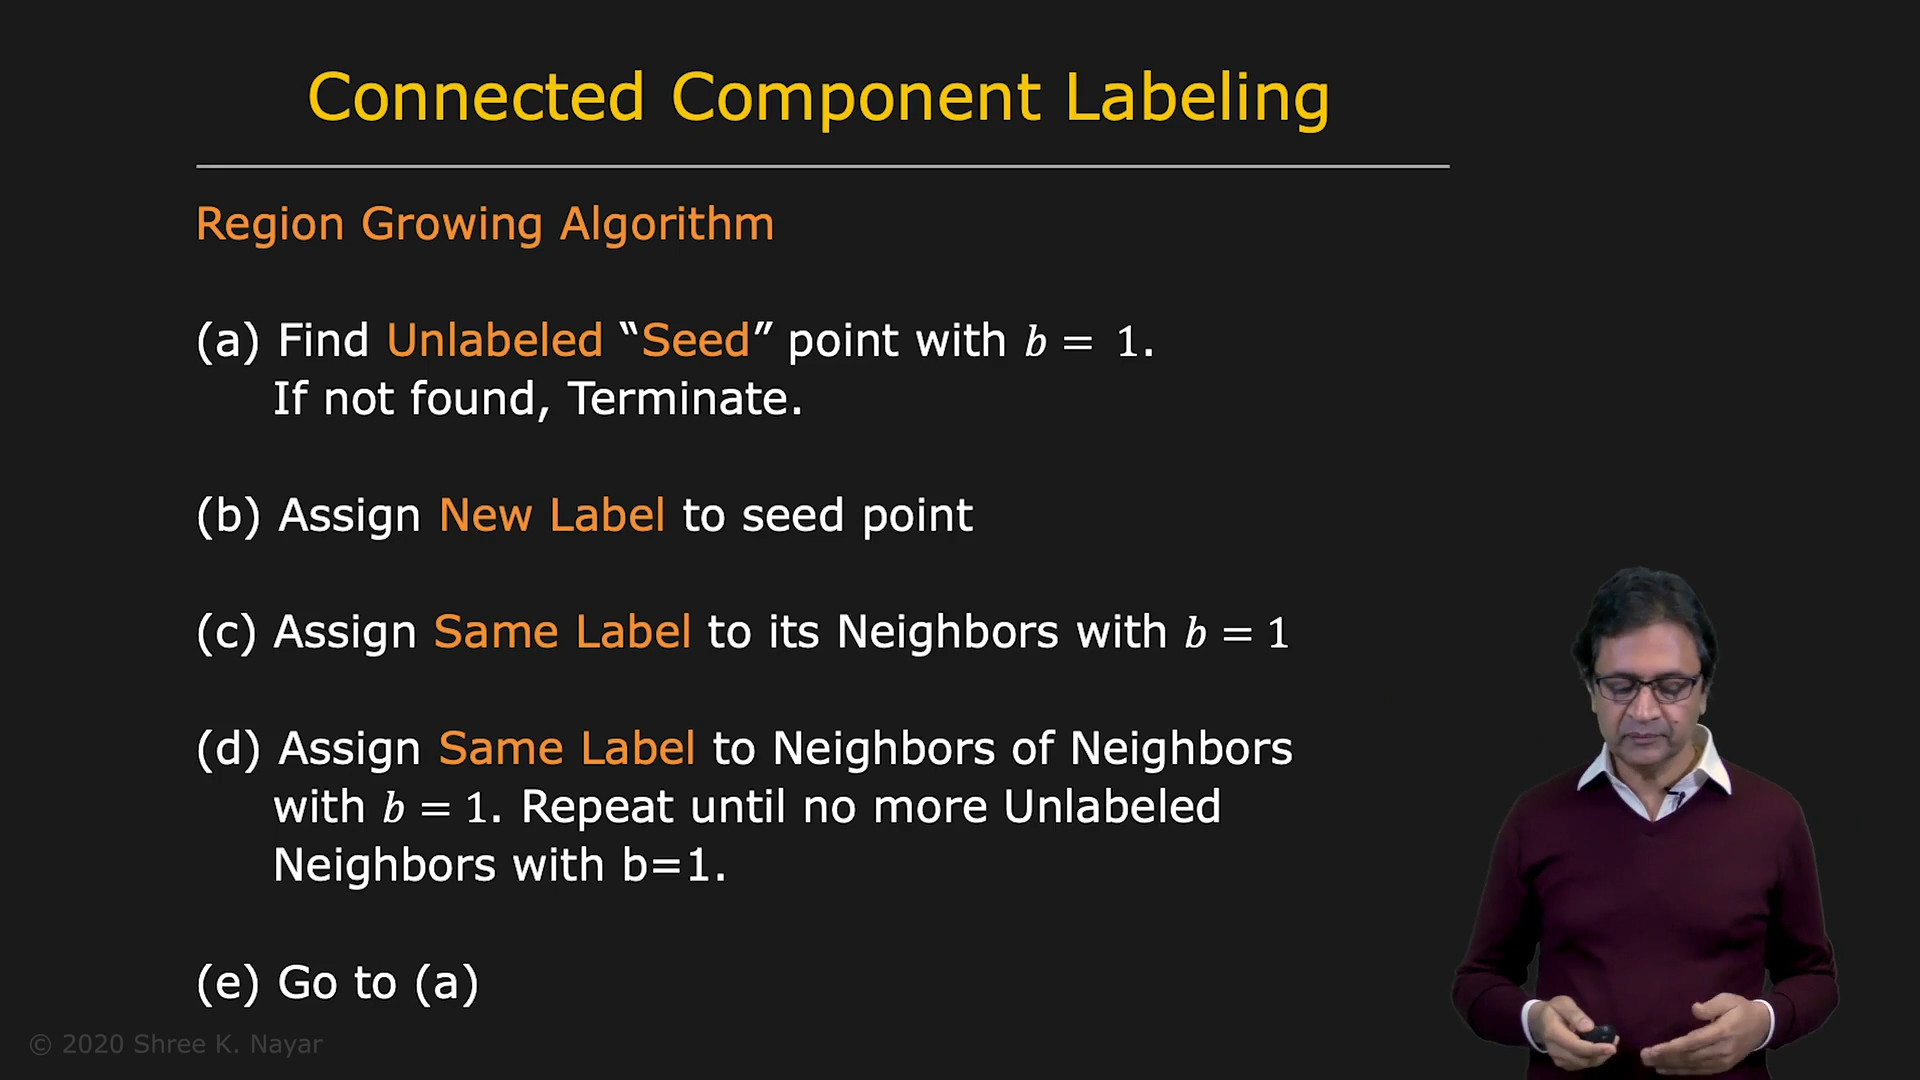 Connected Component Labeling
Region Growing Algorithm
(a) Find Unlabeled “Seed” point with b = 1.
If not found, Terminate.
(b) Assign New Label to seed point
(c) Assign Same Label to its Neighbors with b = 1
(d) Assign Same Label to Neighbors of Neighbors
with b = 1. Repeat until no more Unlabeled
Neighbors with b=1.
(e) Go to (a)
© 2020 Shree K. Nayar